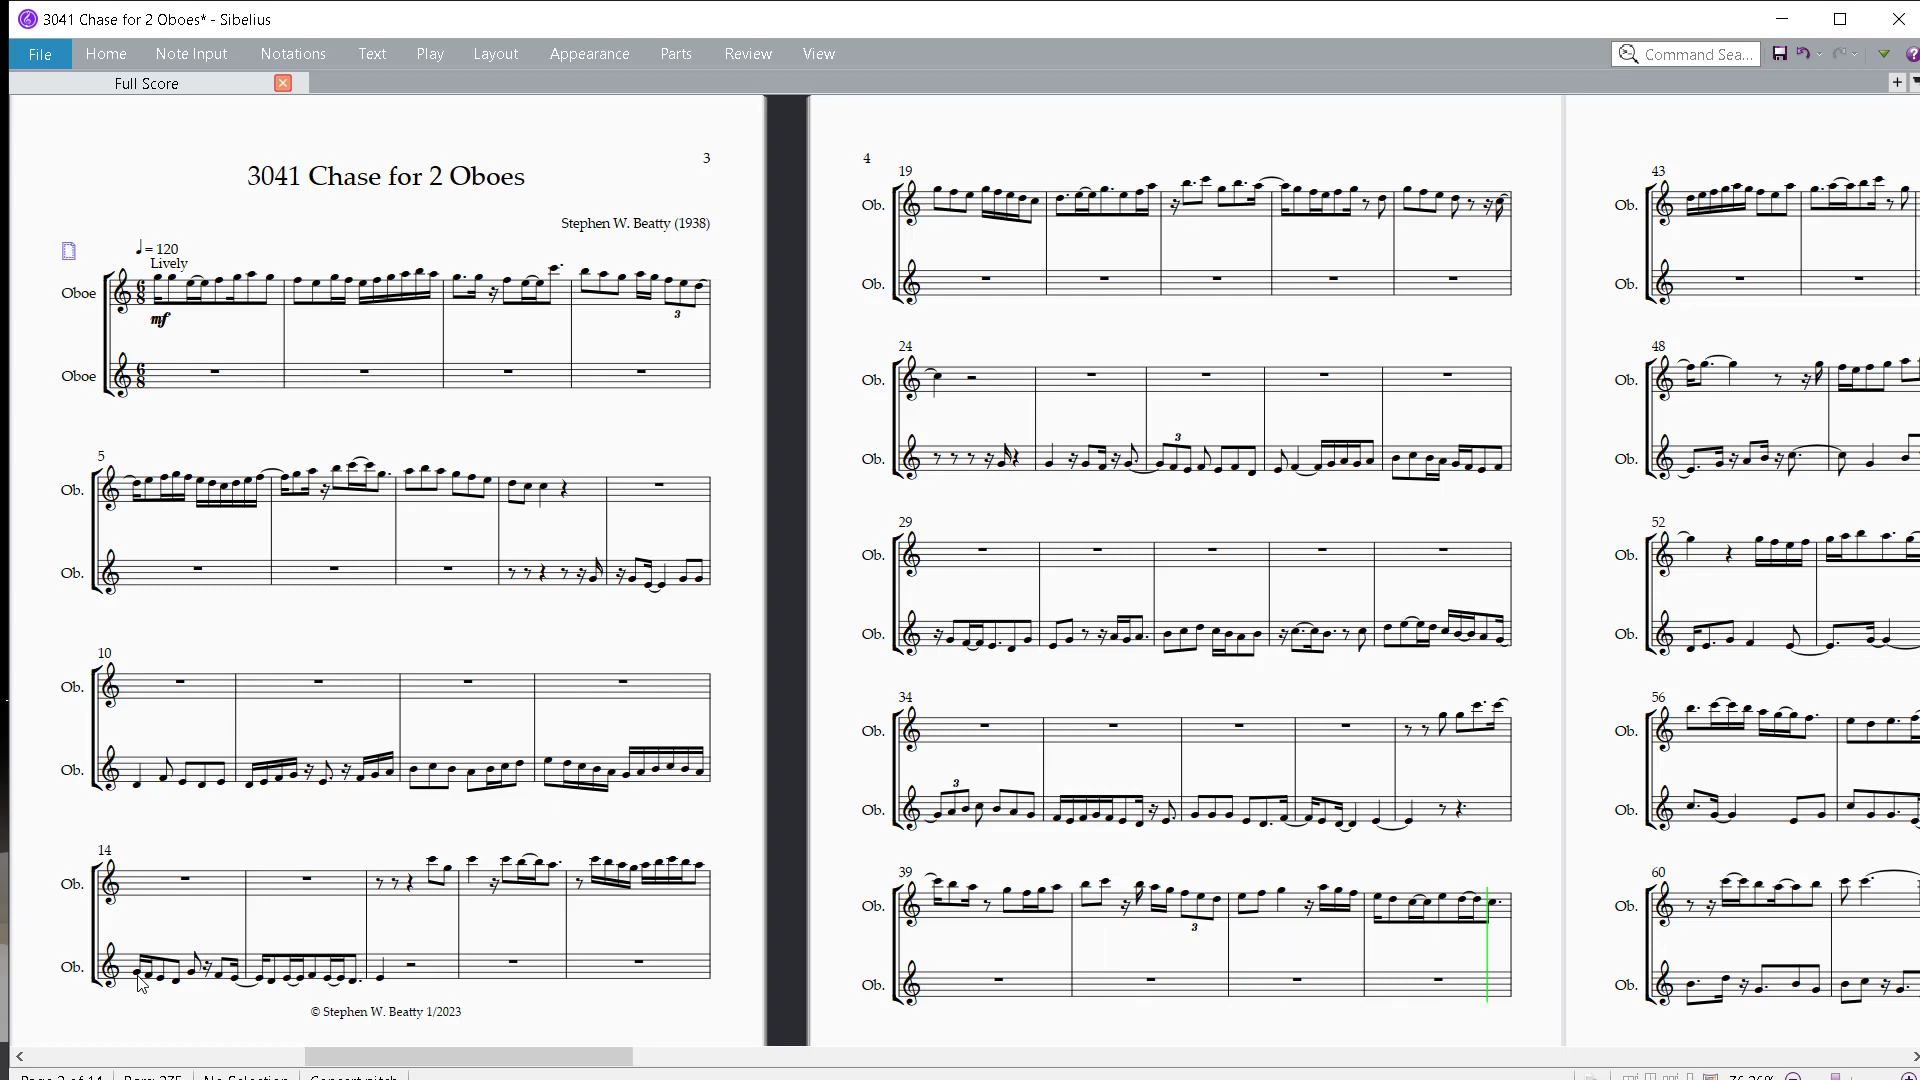 3041 Chase for 2 Oboes* - Sibelius
File Home Note Input Notations Text Play Layout Appearance Parts Review View Command Sea...
Full Score
3
3041 Chase for 2 Oboes
Stephen W. Beatty (1938)
= 120
Lively
Oboe
mf
3
Oboe
5
Ob.
Ob.
10
Ob.
Ob.
14
Ob.
Ob.
© Stephen W. Beatty 1/2023
4
19
Ob.
Ob.
24
Ob.
3
Ob.
29
Ob.
Ob.
34
Ob.
3
Ob.
39
Ob.
3
Ob.
43
Ob.
Ob.
48
Ob.
Ob.
52
Ob.
Ob.
56
Ob.
Ob.
60
Ob.
Ob.